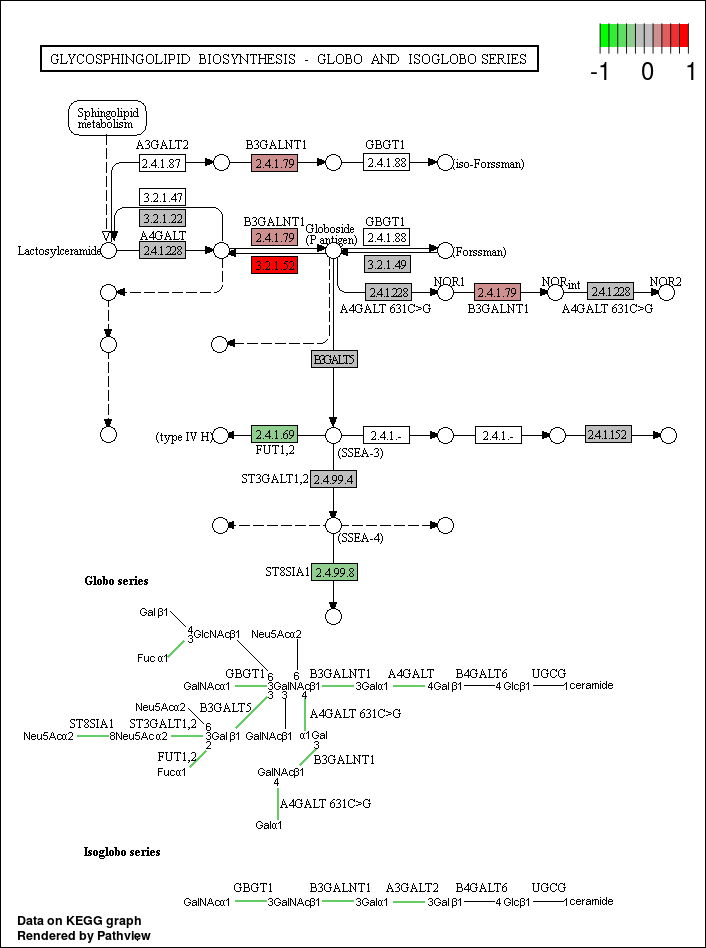 -1 0 1
GLYCOSPHINGOLIPID BIOSYNTHESIS - GLOBO AND ISOGLOBO SERIES
Sphingolipid
metabolism
A3GALT2 B3GALNT1 GBGT1
2.4.1.87 2.4.1.79 2.4.1.88 (iso-Forssman)
3.2.1.47
3.2.1.22
B3GALNT1 Globoside GBGT1
A4GALT 2.4.1.79 (P antigen) 2.4.1.88
Lactosylceramide 2.4.1.228 (Forssman)
3.2.1.52 3.2.1.49
NOR1 NORint NOR2
2.4.1.228 2.4.1.79 2.4.1.228
A4GALT 631C>G B3GALNT1 A4GALT 631C>G
B3GALT5
(type IV H) 2.4.1.69 2.4.1.- 2.4.1.- 2.4.1.152
FUT1,2 (SSEA-3)
ST3GALT1,2 2.4.99.4
(SSEA-4)
ST8SIA1 2.4.99.8
Globo series
Galβ1
4
3 GlcNAcβ1 Neu5Acα2
Fucα1
GBGT1 6 6 B3GALNT1 A4GALT B4GALT6 UGCG
GalNAcα1 3GalNAcβ1 3Galα1 4Galβ1 4Glcβ1 1ceramide
3 3 4
Neu5Acα2 B3GALT5 A4GALT 631C>G
ST8SIA1 ST3GALT1,2 6
Neu5Acα2 8Neu5Acα2 3Galβ1 GalNAcβ1 α1Gal
2 3
FUT1,2 B3GALNT1
Fucα1 GalNAcβ1
4
A4GALT 631C>G
Galα1
Isoglobo series
GBGT1 B3GALNT1 A3GALT2 B4GALT6 UGCG
GalNAcα1 3GalNAcβ1 3Galα1 3Galβ1 4Glcβ1 1ceramide
Data on KEGG graph
Rendered by Pathview